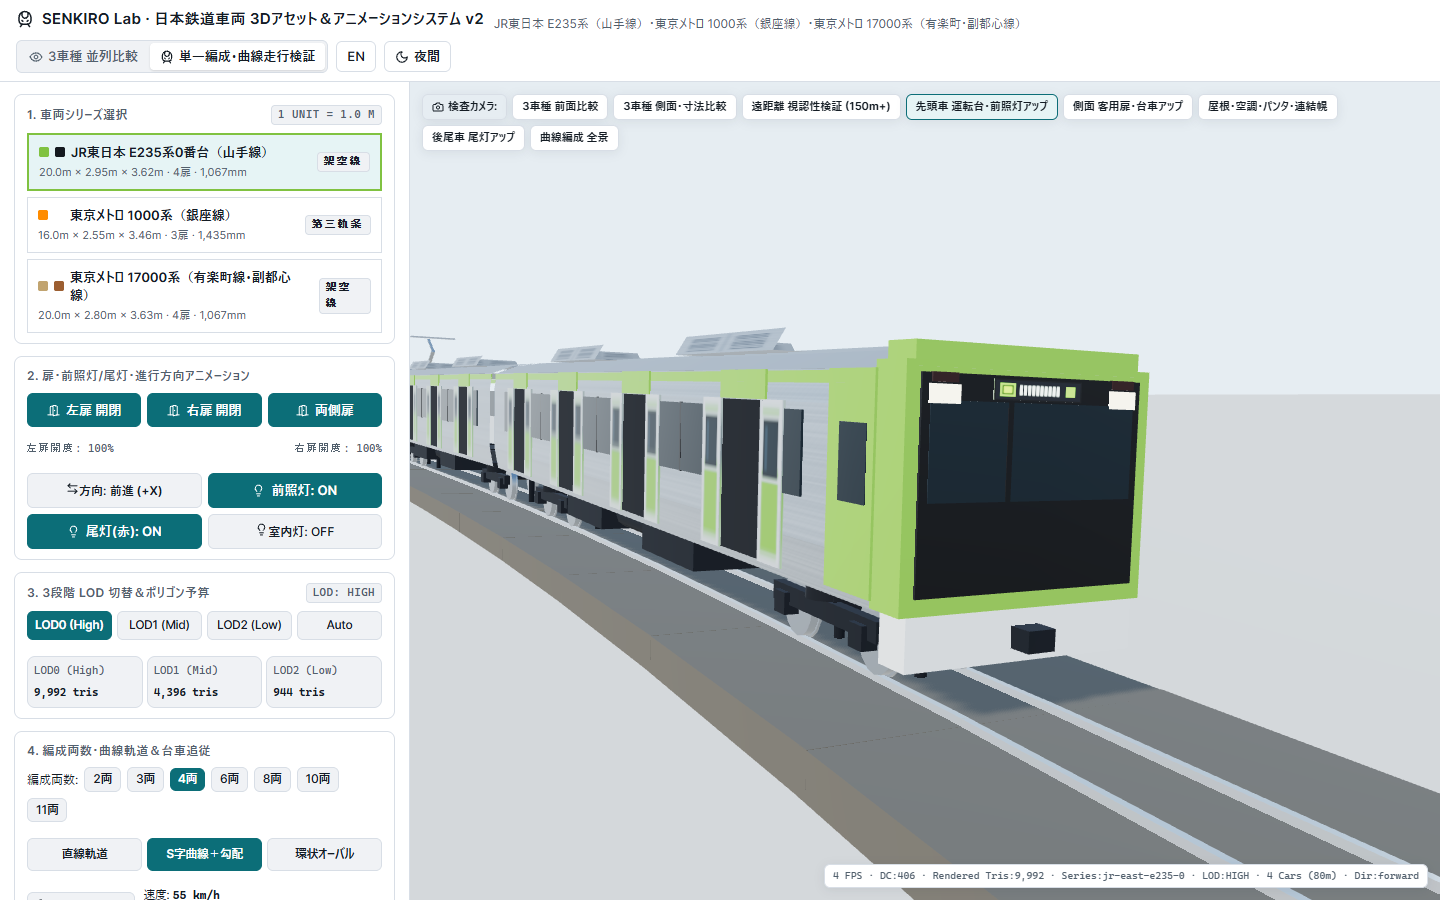 SENKIRO Lab · 日本鉄道車両 3Dアセット＆アニメーションシステム v2
JR東日本 E235系（山手線）・東京メトロ 1000系（銀座線）・東京メトロ 17000系（有楽町・副都心線）
3車種 並列比較
単一編成・曲線走行検証
EN
夜間
1. 車両シリーズ選択
1 UNIT = 1.0 M
JR東日本 E235系0番台（山手線）
20.0m × 2.95m × 3.62m · 4扉 · 1,067mm
架空線
東京メトロ 1000系（銀座線）
16.0m × 2.55m × 3.46m · 3扉 · 1,435mm
第三軌条
東京メトロ 17000系（有楽町線・副都心
線）
20.0m × 2.80m × 3.63m · 4扉 · 1,067mm
架空
線
2. 扉・前照灯/尾灯・進行方向アニメーション
左扉 開閉
右扉 開閉
両側扉
左扉開度: 100%
右扉開度: 100%
⇆方向: 前進 (+X)
前照灯: ON
尾灯(赤): ON
室内灯: OFF
3. 3段階 LOD 切替＆ポリゴン予算
LOD: HIGH
LOD0 (High)
LOD1 (Mid)
LOD2 (Low)
Auto
LOD0 (High)
9,992 tris
LOD1 (Mid)
4,396 tris
LOD2 (Low)
944 tris
4. 編成両数・曲線軌道＆台車追従
編成両数:
2両
3両
4両
6両
8両
10両
11両
直線軌道
S字曲線＋勾配
環状オーバル
速度: 55 km/h
検査カメラ:
3車種 前面比較
3車種 側面・寸法比較
遠距離 視認性検証 (150m+)
先頭車 運転台・前照灯アップ
側面 客用扉・台車アップ
屋根・空調・パンタ・連結幌
後尾車 尾灯アップ
曲線編成 全景
4 FPS · DC:406 · Rendered Tris:9,992 · Series:jr-east-e235-0 · LOD:HIGH · 4 Cars (80m) · Dir:forward